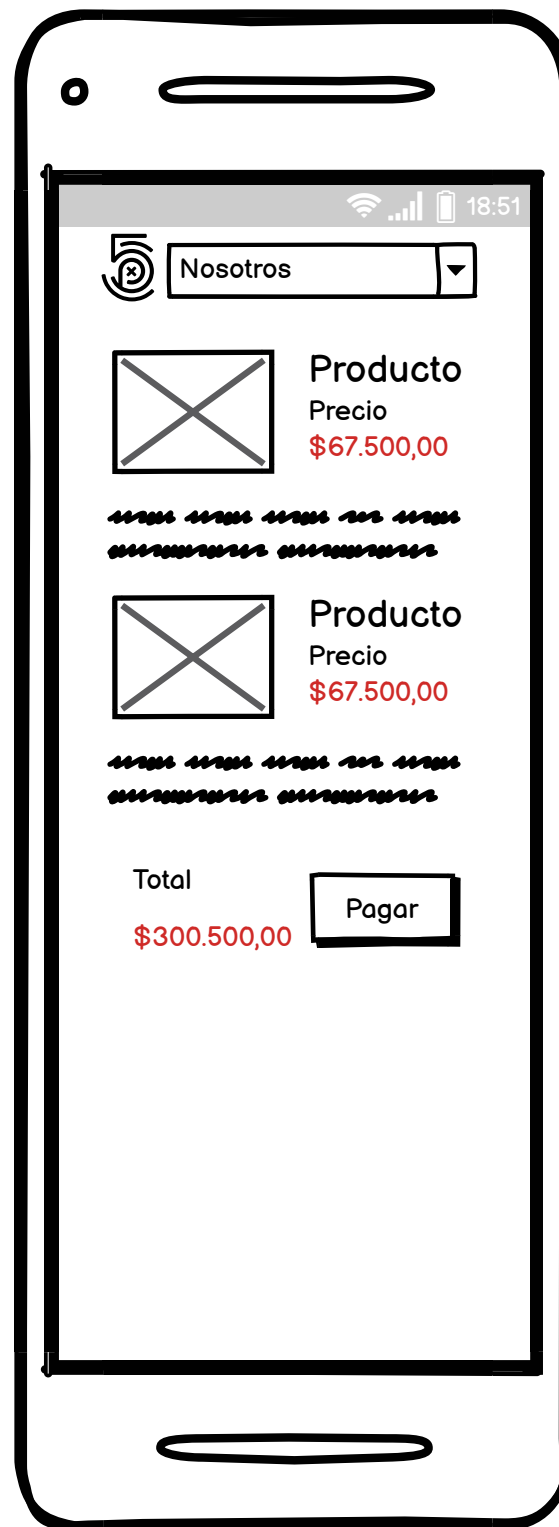 18:51
Nosotros
Producto
Precio
$67.500,00
Producto
Precio
$67.500,00
Total
Pagar
$300.500,00